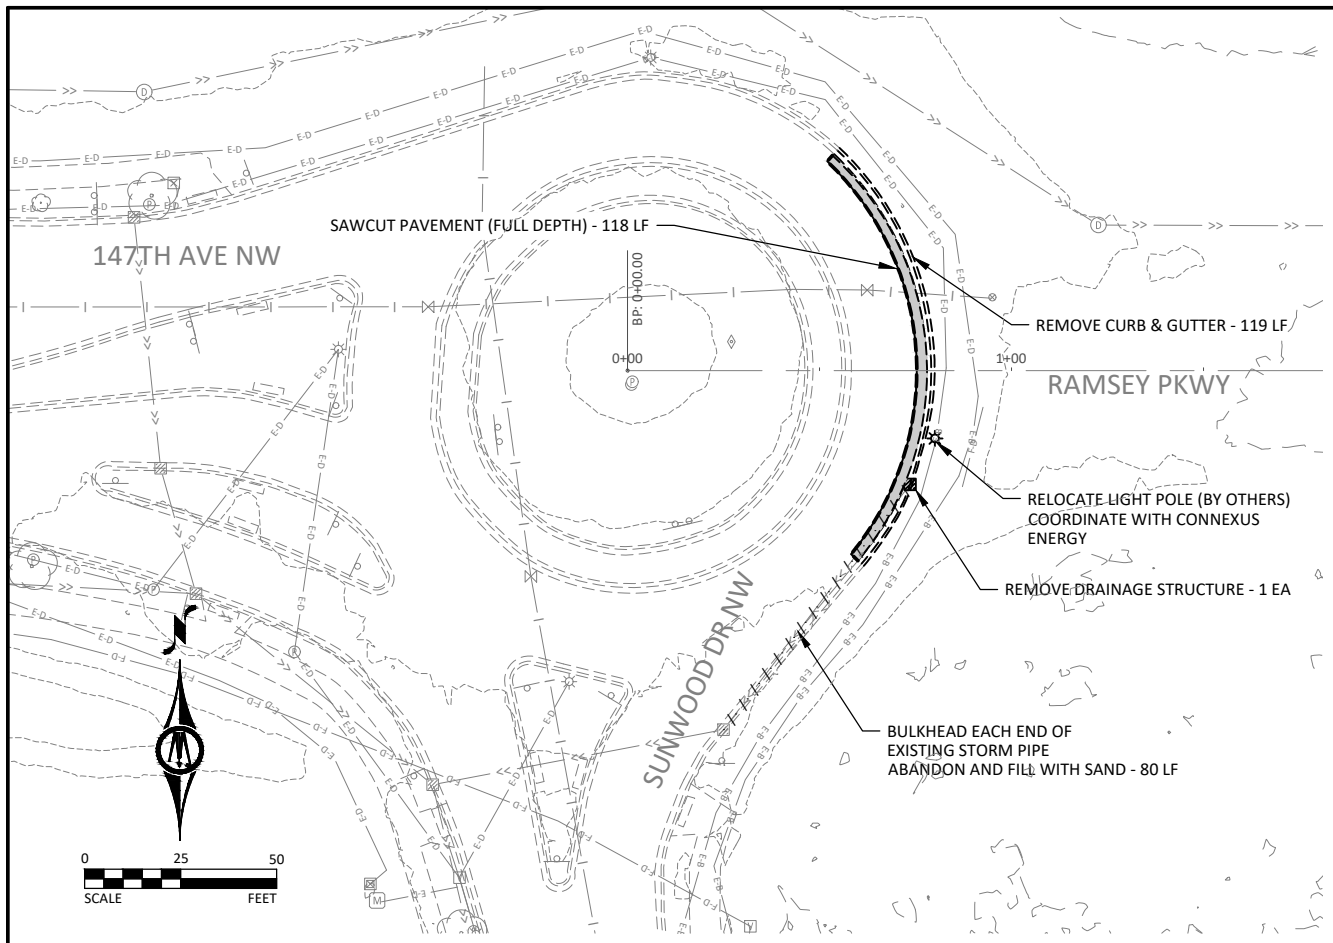 SAWCUT PAVEMENT (FULL DEPTH) - 118 LF
147TH AVE NW
BP: 0+00.00
0+00
1+00
REMOVE CURB & GUTTER - 119 LF
RAMSEY PKWY
RELOCATE LIGHT POLE (BY OTHERS)
COORDINATE WITH CONNEXUS
ENERGY
REMOVE DRAINAGE STRUCTURE - 1 EA
SUNWOOD DR NW
BULKHEAD EACH END OF
EXISTING STORM PIPE
ABANDON AND FILL WITH SAND - 80 LF
0 25 50
SCALE FEET
E-D
E-B
D
D
P
P
M